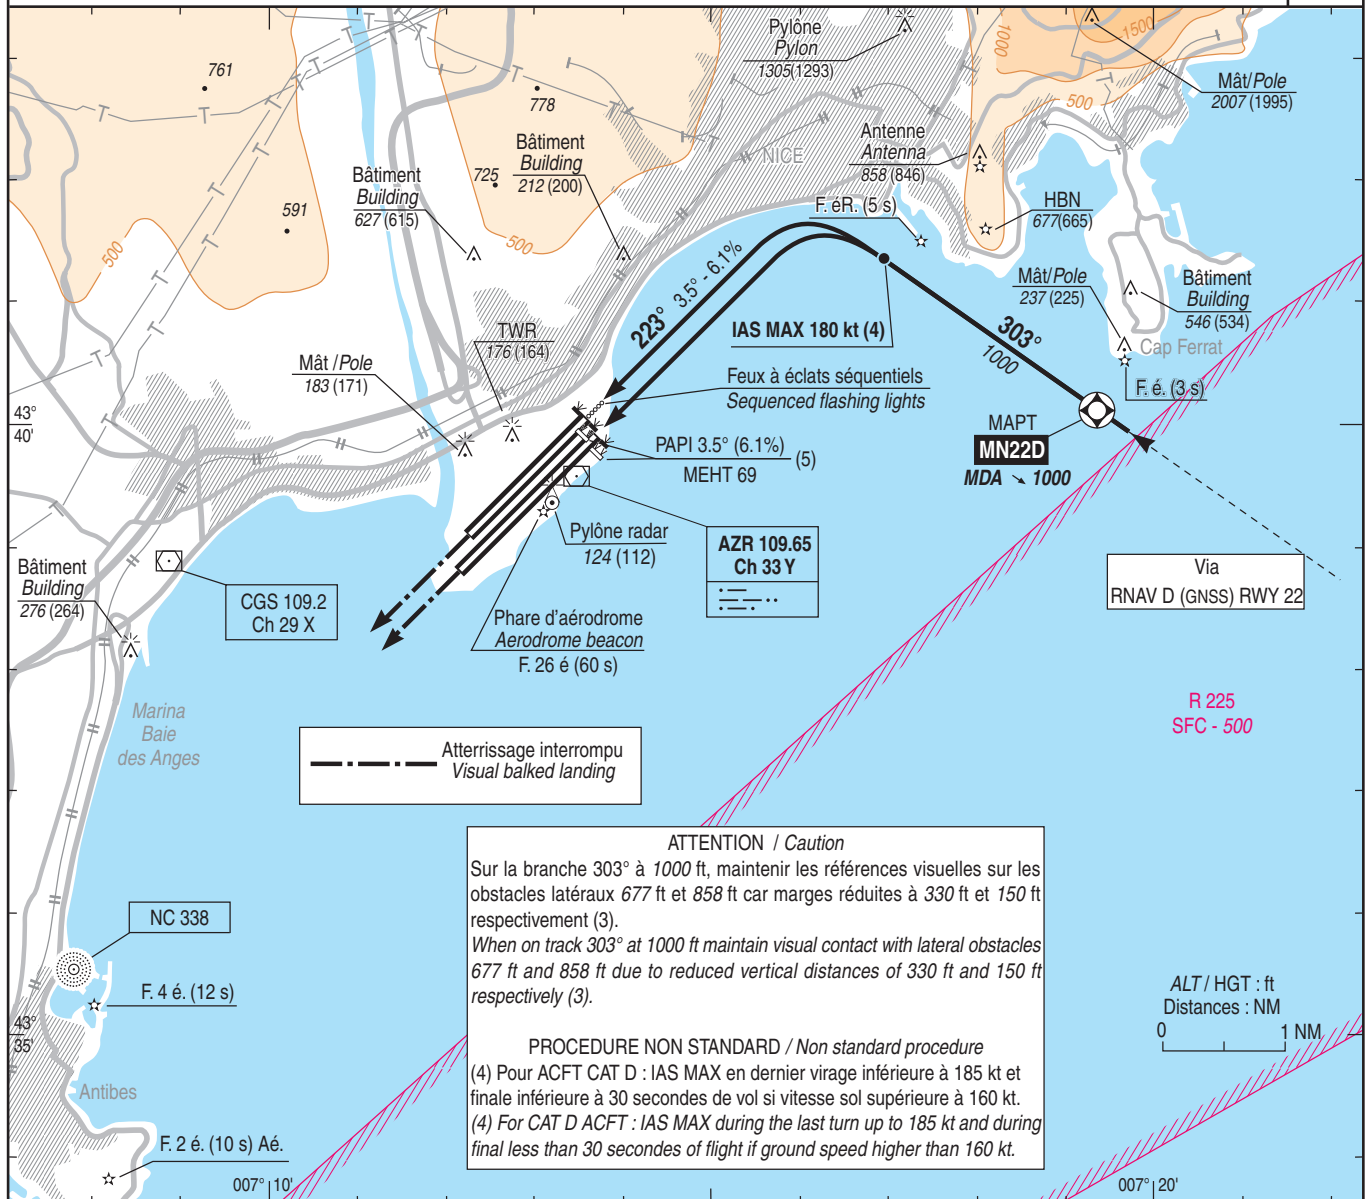 Pylône
Pylon
1305(1293)
1500
1000
761
778
500
Mât/Pole
2007 (1995)
Bâtiment
Building
212 (200)
NICE
Antenne
Antenna
858 (846)
Bâtiment
Building
627 (615)
725
591
500
500
F. éR. (5 s)
HBN
677(665)
Mât/Pole
237 (225)
Bâtiment
Building
546 (534)
223°
3.5° - 6.1%
IAS MAX 180 kt (4)
303°
1000
Cap Ferrat
F. é. (3 s)
TWR
176 (164)
Mât /Pole
183 (171)
Feux à éclats séquentiels
Sequenced flashing lights
43°
40'
MAPT
MN22D
MDA ↘ 1000
PAPI 3.5° (6.1%)
MEHT 69
(5)
Pylône radar
124 (112)
AZR 109.65
Ch 33 Y
Via
RNAV D (GNSS) RWY 22
Bâtiment
Building
276 (264)
CGS 109.2
Ch 29 X
Phare d'aérodrome
Aerodrome beacon
F. 26 é (60 s)
Marina
Baie
des Anges
R 225
SFC - 500
Atterrissage interrompu
Visual balked landing
ATTENTION / Caution
Sur la branche 303° à 1000 ft, maintenir les références visuelles sur les
obstacles latéraux 677 ft et 858 ft car marges réduites à 330 ft et 150 ft
respectivement (3).
When on track 303° at 1000 ft maintain visual contact with lateral obstacles
677 ft and 858 ft due to reduced vertical distances of 330 ft and 150 ft
respectively (3).
PROCEDURE NON STANDARD / Non standard procedure
(4) Pour ACFT CAT D : IAS MAX en dernier virage inférieure à 185 kt et
finale inférieure à 30 secondes de vol si vitesse sol supérieure à 160 kt.
(4) For CAT D ACFT : IAS MAX during the last turn up to 185 kt and during
final less than 30 secondes of flight if ground speed higher than 160 kt.
NC 338
F. 4 é. (12 s)
ALT / HGT : ft
Distances : NM
0 1 NM
43°
35'
Antibes
F. 2 é. (10 s) Aé.
007° 10'
007° 20'